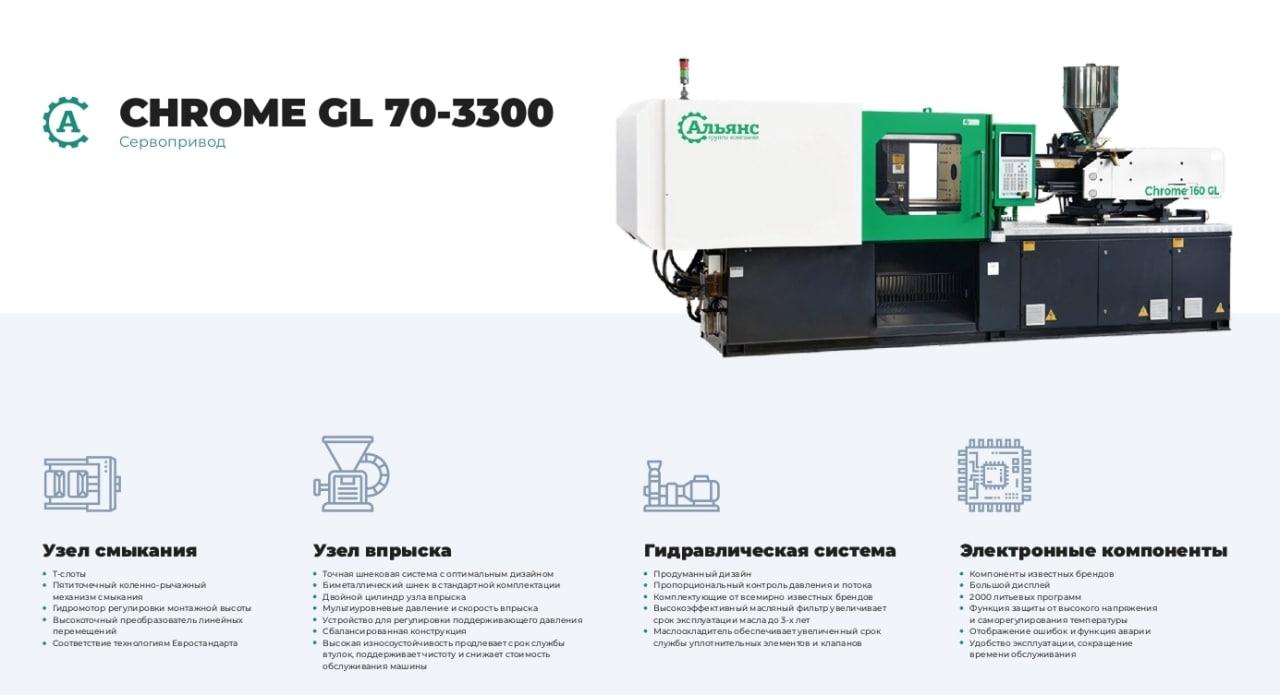 CHROME GL 70-3300
Сервопривод
Альянс
группа компаний
Chrome 160 GL
Узел смыкания
Т-слоты
Пятиточечный коленно-рычажный
механизм смыкания
Гидромотор регулировки монтажной высоты
Высокоточный преобразователь линейных
перемещений
Соответствие технологиям Евростандарта
Узел впрыска
Точная шнековая система с оптимальным дизайном
Биметаллический шнек в стандартной комплектации
Двойной цилиндр узла впрыска
Мультиуровневые давление и скорость впрыска
Устройство для регулировки поддерживающего давления
Сбалансированная конструкция
Высокая износоустойчивость продлевает срок службы
втулок, поддерживает чистоту и снижает стоимость
обслуживания машины
Гидравлическая система
Продуманный дизайн
Пропорциональный контроль давления и потока
Комплектующие от всемирно известных брендов
Высокоэффективный масляный фильтр увеличивает
срок эксплуатации масла до 3-х лет
Маслоохладитель обеспечивает увеличенный срок
службы уплотнительных элементов и клапанов
Электронные компоненты
Компоненты известных брендов
Большой дисплей
2000 литьевых программ
Функция защиты от высокого напряжения
и саморегулирования температуры
Отображение ошибок и функция аварии
Удобство эксплуатации, сокращение
времени обслуживания